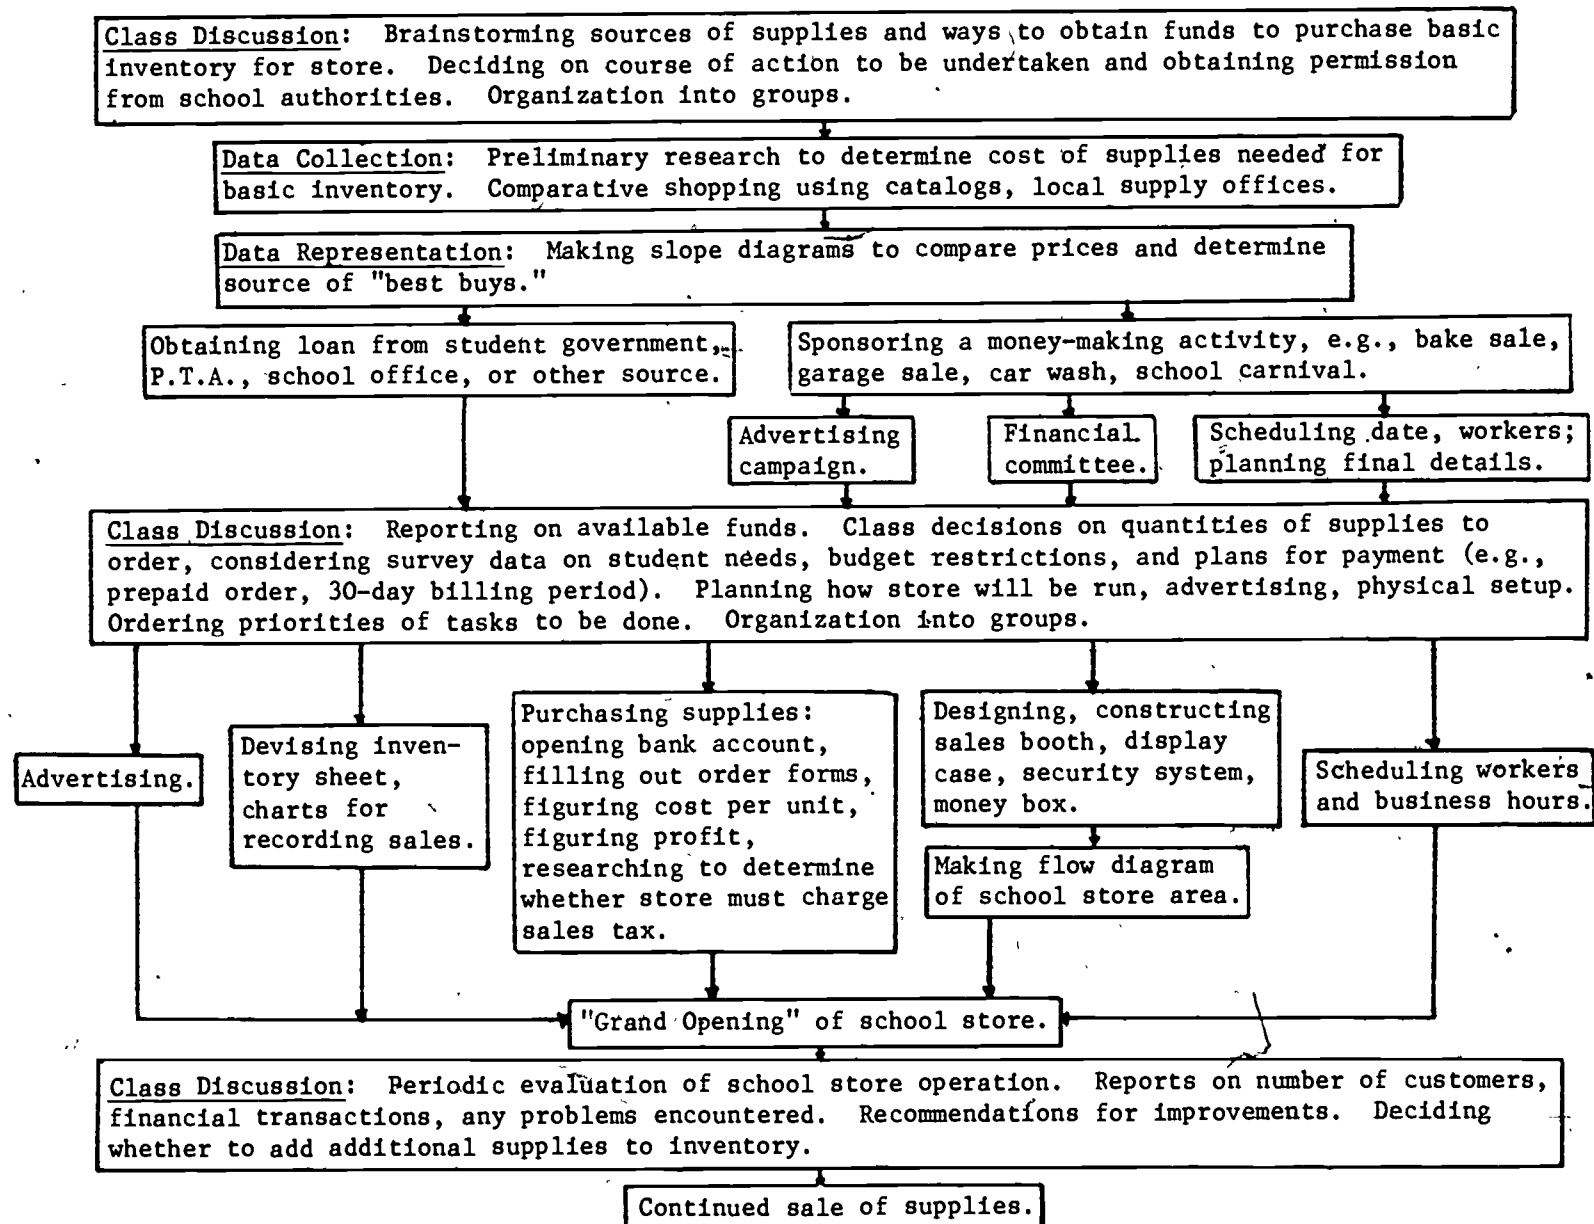 Class Discussion: Brainstorming sources of supplies and ways to obtain funds to purchase basic
inventory for store. Deciding on course of action to be undertaken and obtaining permission
from school authorities. Organization into groups.
Data Collection: Preliminary research to determine cost of supplies needed for
basic inventory. Comparative shopping using catalogs, local supply offices.
Data Representation: Making slope diagrams to compare prices and determine
source of "best buys."
Obtaining loan from student government,
P.T.A., school office, or other source.
Sponsoring a money-making activity, e.g., bake sale,
garage sale, car wash, school carnival.
Advertising
campaign.
Financial
committee.
Scheduling date, workers;
planning final details.
Class Discussion: Reporting on available funds. Class decisions on quantities of supplies to
order, considering survey data on student needs, budget restrictions, and plans for payment (e.g.,
prepaid order, 30-day billing period). Planning how store will be run, advertising, physical setup.
Ordering priorities of tasks to be done. Organization into groups.
Advertising.
Devising inven-
tory sheet,
charts for
recording sales.
Purchasing supplies:
opening bank account,
filling out order forms,
figuring cost per unit,
figuring profit,
researching to determine
whether store must charge
sales tax.
Designing, constructing
sales booth, display
case, security system,
money box.
Making flow diagram
of school store area.
Scheduling workers
and business hours.
"Grand Opening" of school store.
Class Discussion: Periodic evaluation of school store operation. Reports on number of customers,
financial transactions, any problems encountered. Recommendations for improvements. Deciding
whether to add additional supplies to inventory.
Continued sale of supplies.